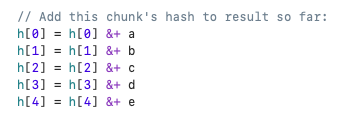 // Add this chunk's hash to result so far:
h[0] = h[0] &+ a
h[1] = h[1] &+ b
h[2] = h[2] &+ c
h[3] = h[3] &+ d
h[4] = h[4] &+ e